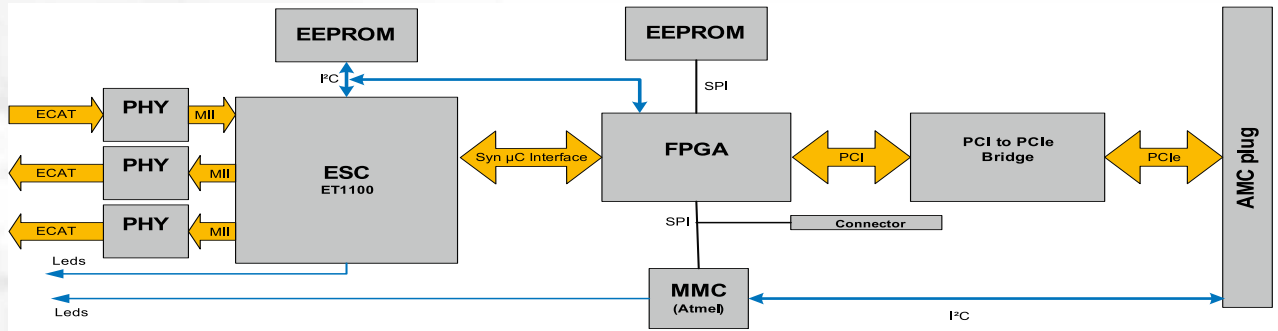 EEPROM
EEPROM
I²C
SPI
ECAT
PHY
MII
ECAT
PHY
MII
ECAT
PHY
MII
ESC
ET1100
Syn µC Interface
FPGA
PCI
PCI to PCIe
Bridge
PCIe
AMC plug
SPI
Connector
Leds
MMC
(Atmel)
Leds
I²C